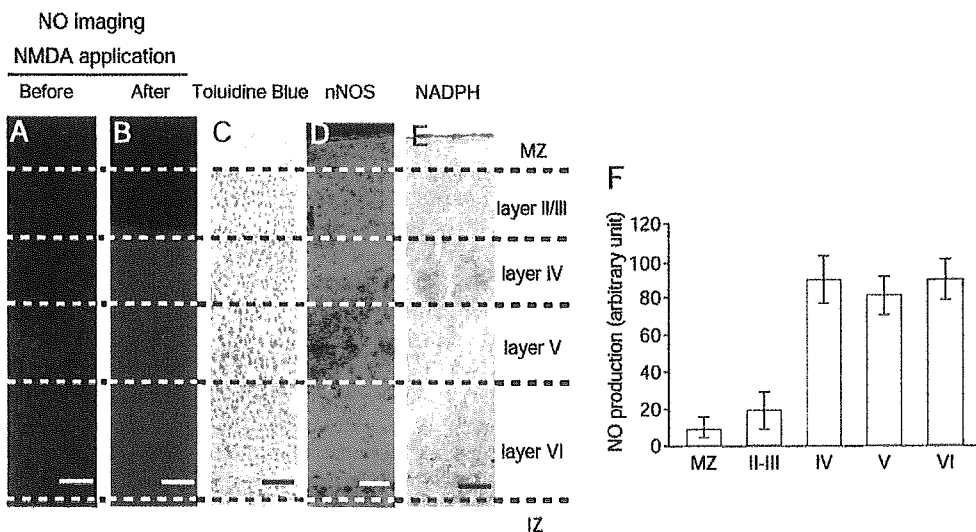 NO imaging
NMDA application
Before After Toluidine Blue nNOS NADPH
A B C D E
MZ
layer II/III
layer IV
layer V
layer VI
IZ
F
NO production (arbitrary unit)
120
100
80
60
40
20
0
MZ II-III IV V VI